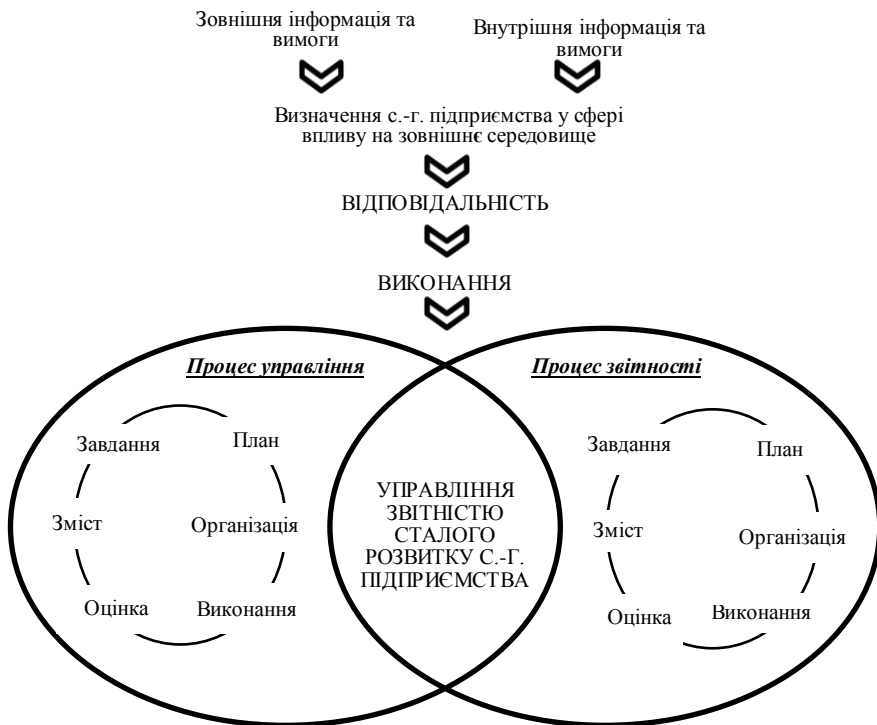 Зовнішня інформація та
вимоги
Внутрішня інформація та
вимоги
Визначення с.-г. підприємства у сфері
впливу на зовнішнє середовище
ВІДПОВІДАЛЬНІСТЬ
ВИКОНАННЯ
Процес управління
Завдання
План
Зміст
Організація
Оцінка
Виконання
УПРАВЛІННЯ
ЗВІТНІСТЮ
СТАЛОГО
РОЗВИТКУ С.-Г.
ПІДПРИЄМСТВА
Процес звітності
Завдання
План
Зміст
Організація
Оцінка
Виконання